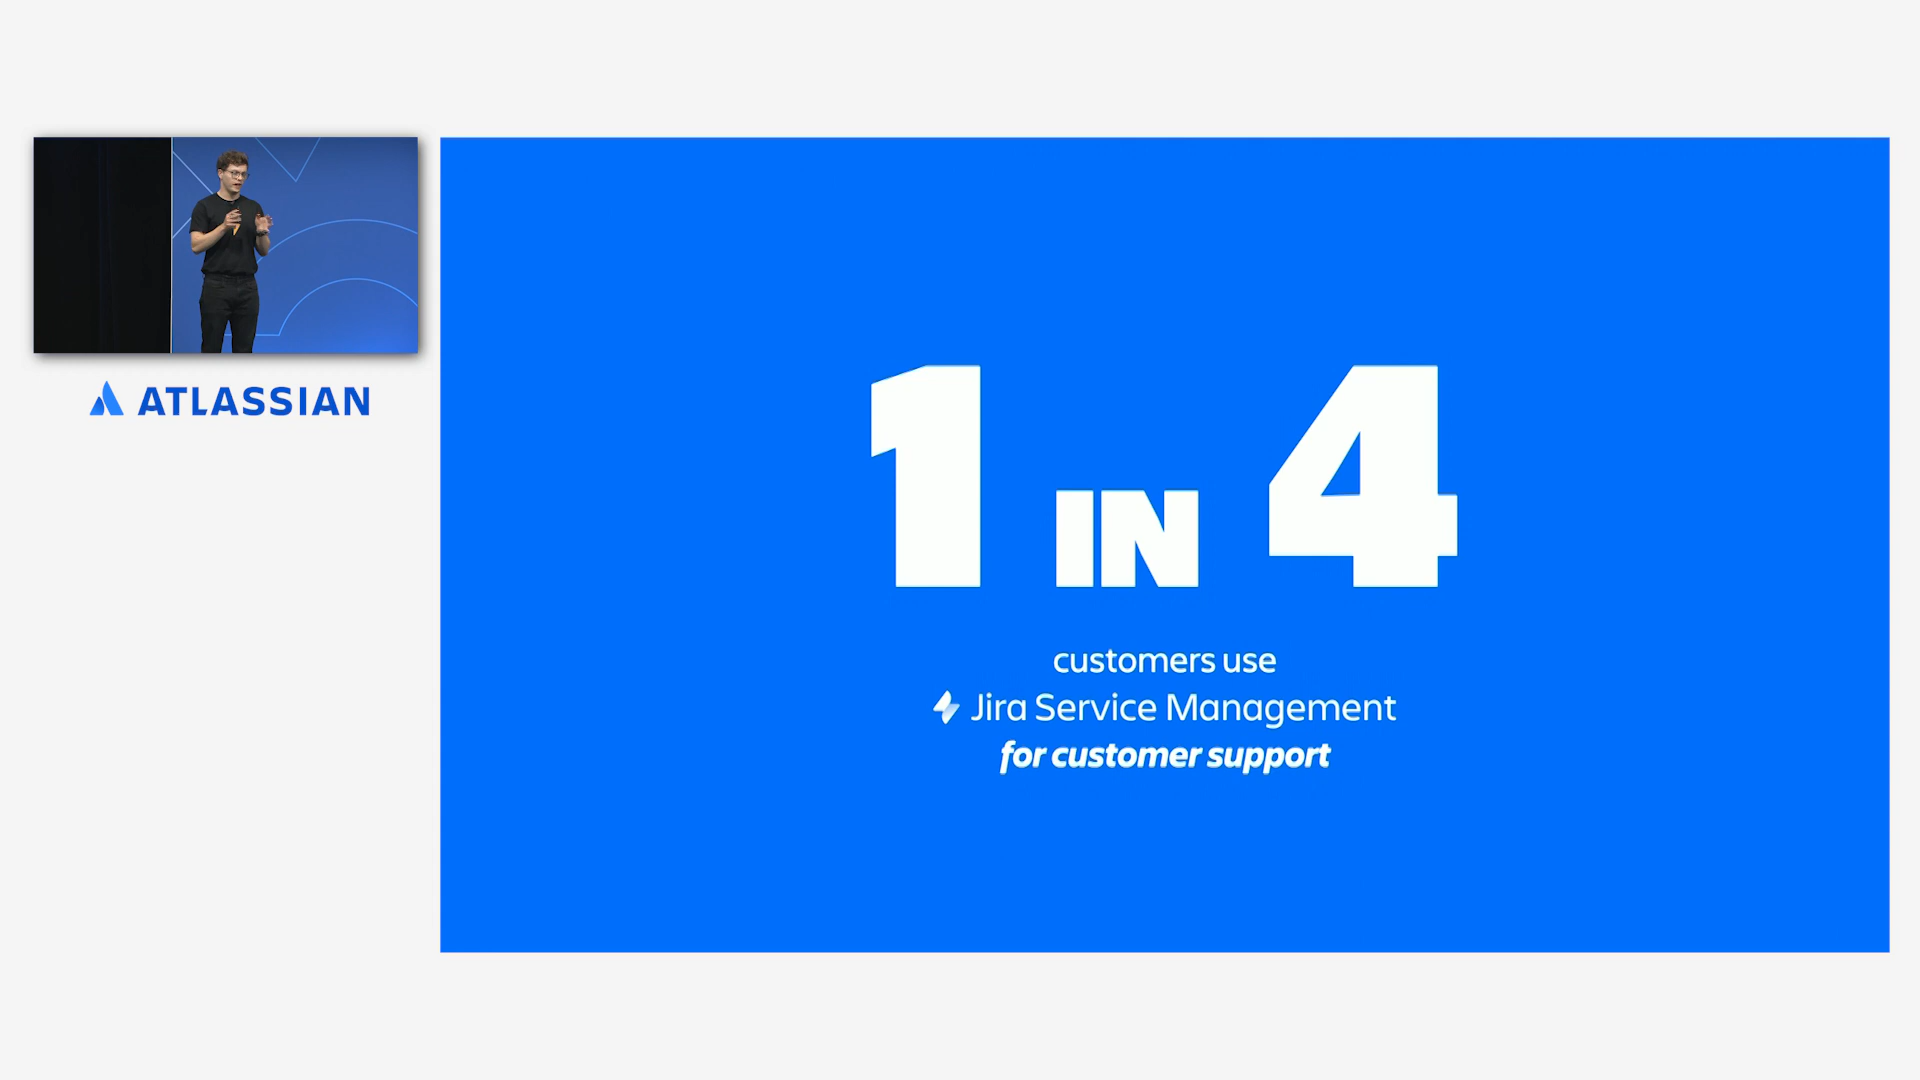 ATLASSIAN
1 IN 4
customers use
Jira Service Management
for customer support